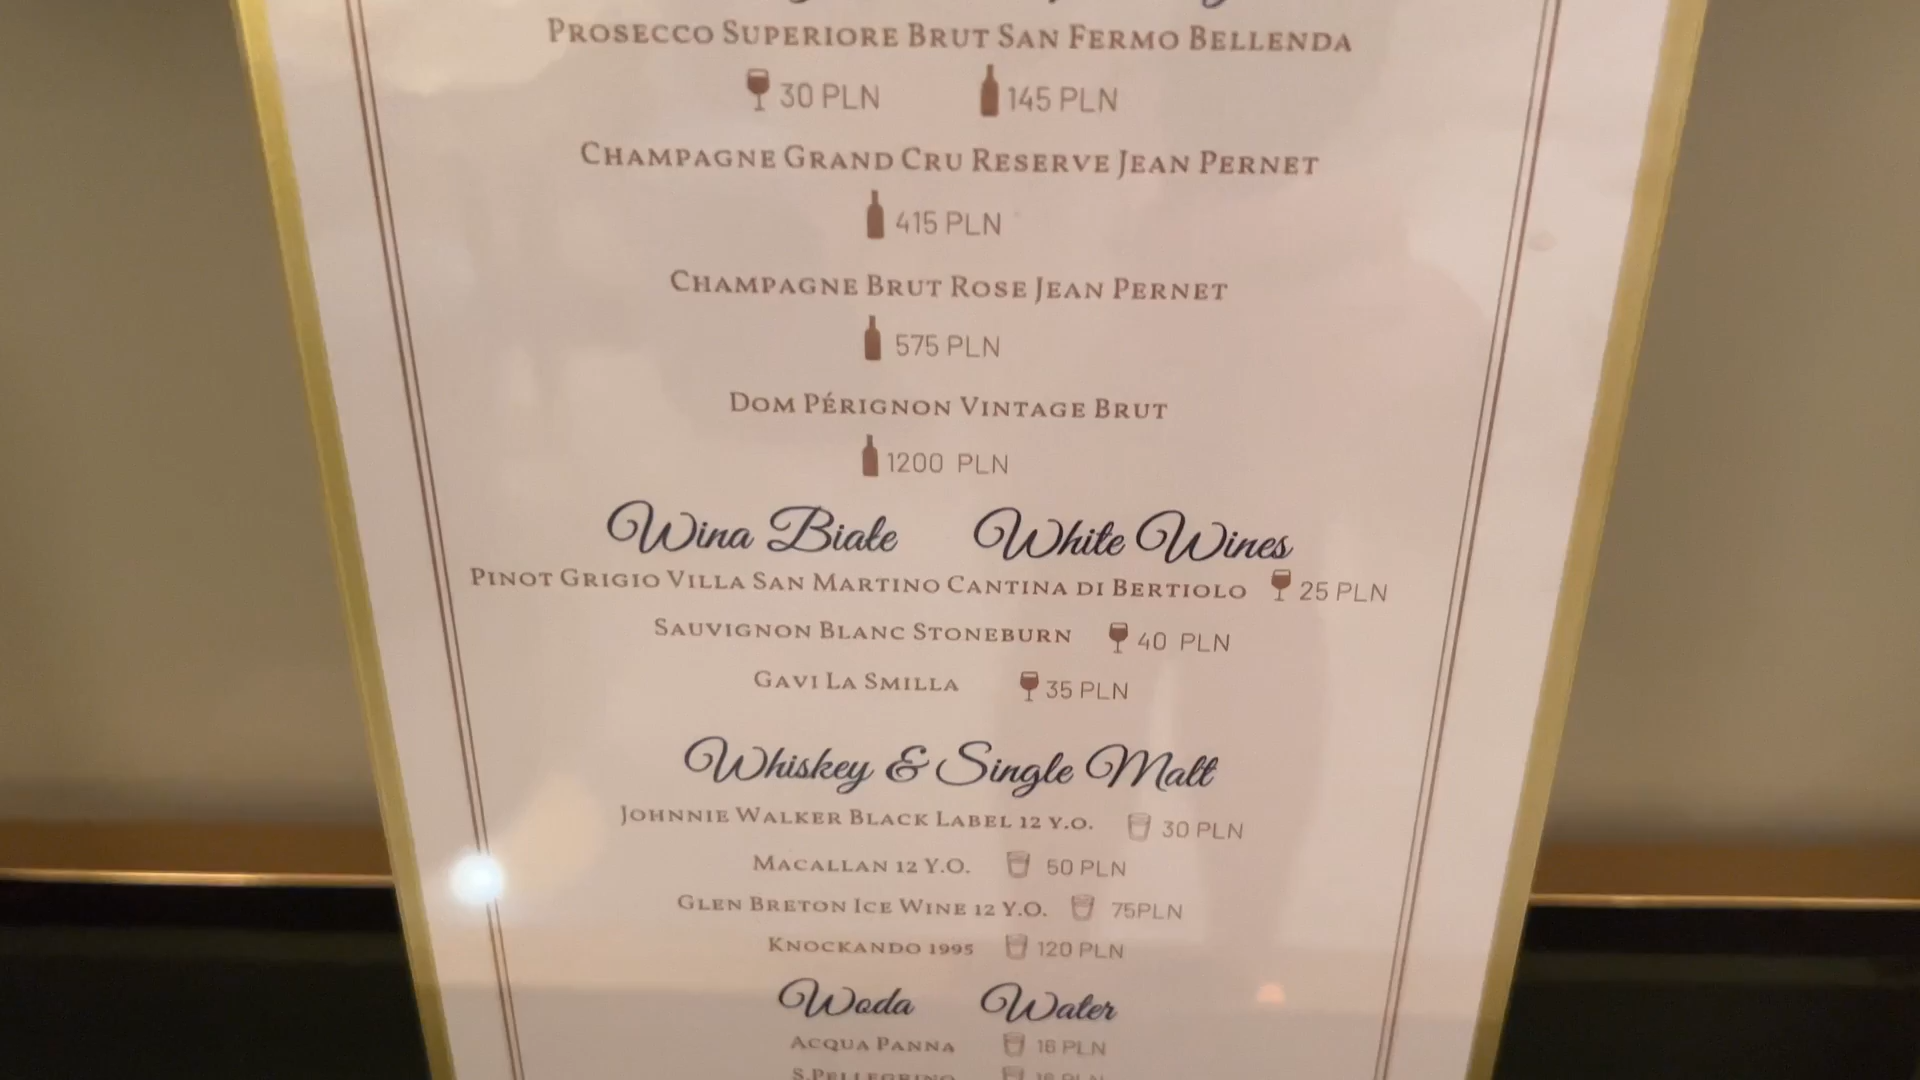 Prosecco Superiore Brut San Fermo Bellenda
30 PLN 145 PLN
Champagne Grand Cru Reserve Jean Pernet
415 PLN
Champagne Brut Rose Jean Pernet
575 PLN
Dom Pérignon Vintage Brut
1200 PLN
Wina Białe White Wines
Pinot Grigio Villa San Martino Cantina di Bertiolo 25 PLN
Sauvignon Blanc Stoneburn 40 PLN
Gavi La Smilla 35 PLN
Whiskey & Single Malt
Johnnie Walker Black Label 12 Y.O. 30 PLN
Macallan 12 Y.O. 50 PLN
Glen Breton Ice Wine 12 Y.O. 75PLN
Knockando 1995 120 PLN
Woda Water
Acqua Panna 16 PLN
S.Pellegrino 16 PLN